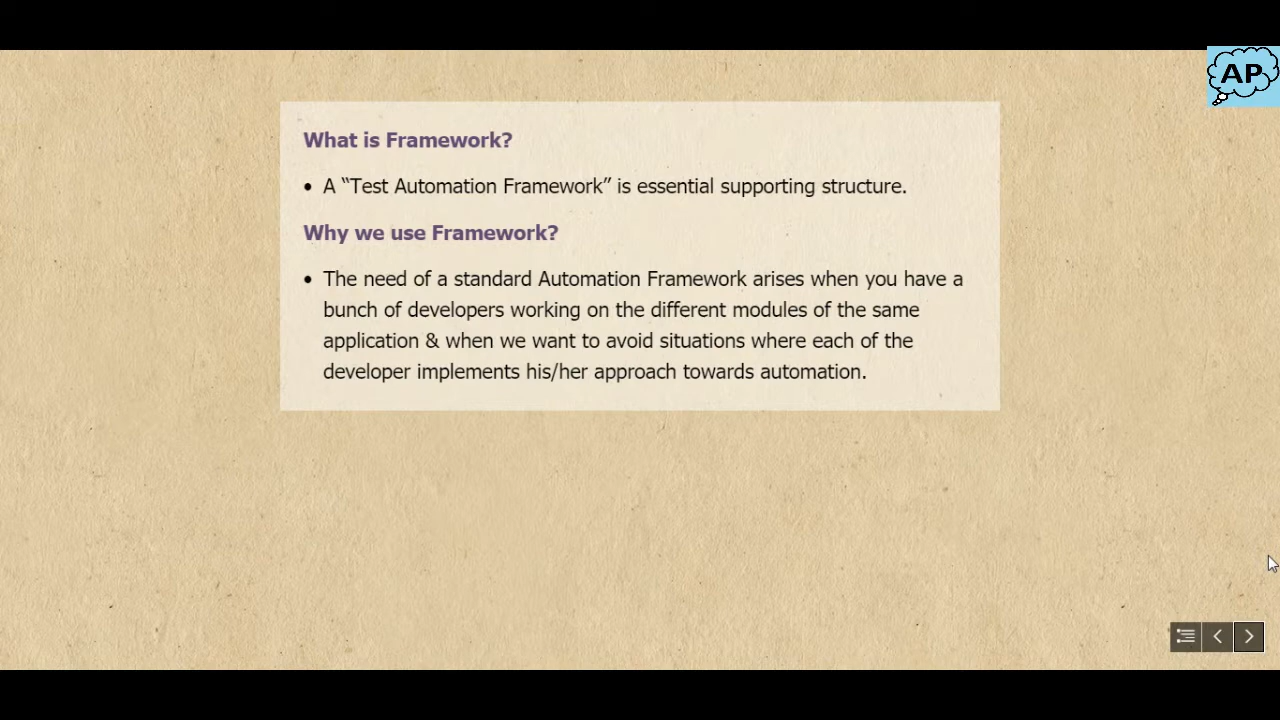 AP
What is Framework?
• A “Test Automation Framework” is essential supporting structure.
Why we use Framework?
• The need of a standard Automation Framework arises when you have a
bunch of developers working on the different modules of the same
application & when we want to avoid situations where each of the
developer implements his/her approach towards automation.